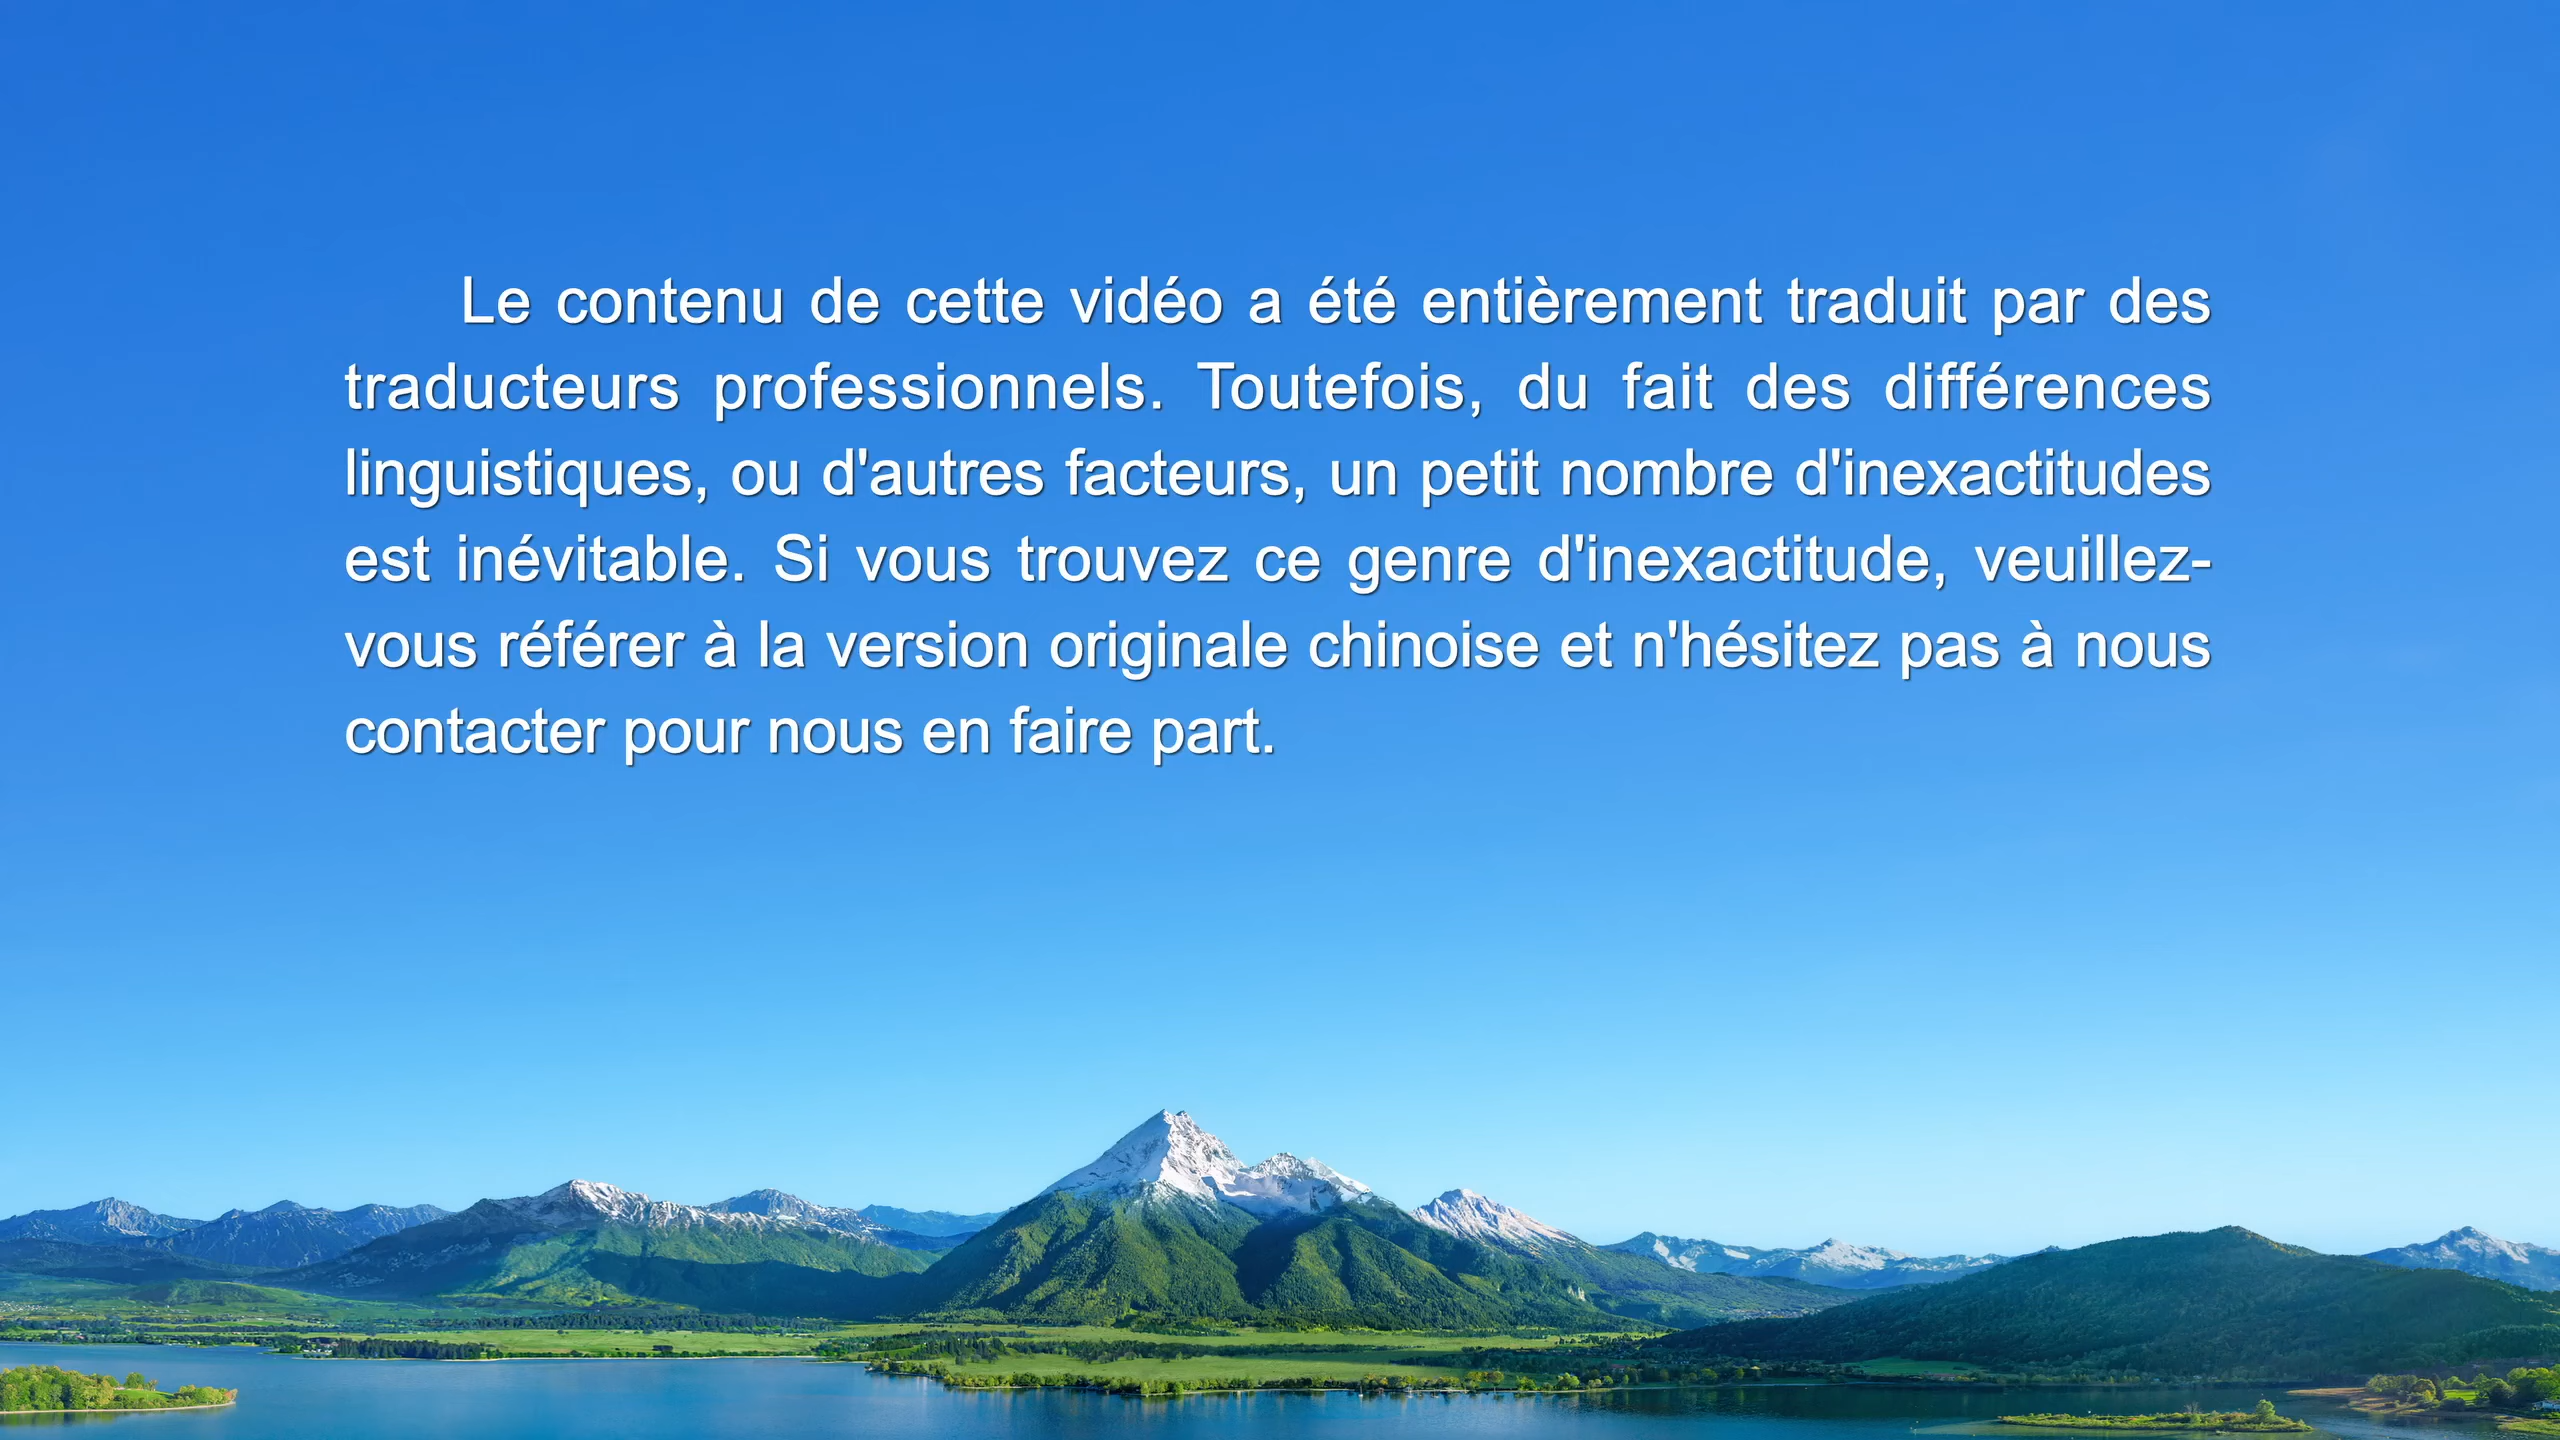 Le contenu de cette vidéo a été entièrement traduit par des
traducteurs professionnels. Toutefois, du fait des différences
linguistiques, ou d'autres facteurs, un petit nombre d'inexactitudes
est inévitable. Si vous trouvez ce genre d'inexactitude, veuillez-
vous référer à la version originale chinoise et n'hésitez pas à nous
contacter pour nous en faire part.